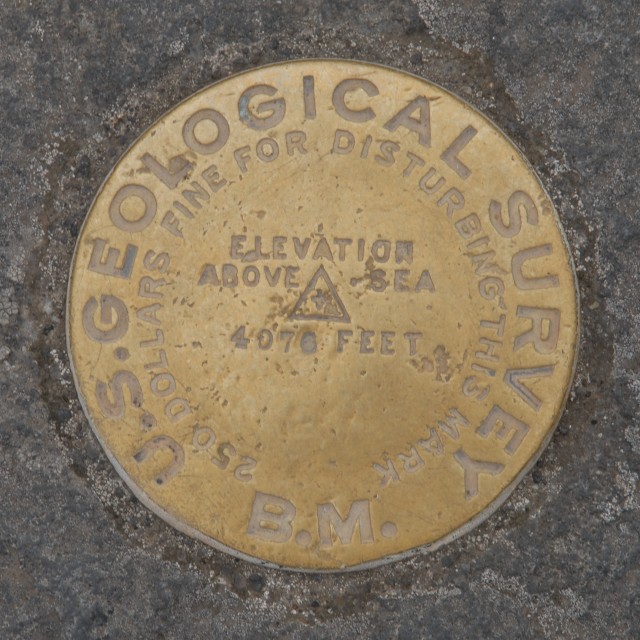 U.S. GEOLOGICAL SURVEY
B.M.
250 DOLLARS FINE FOR DISTURBING THIS MARK
ELEVATION
ABOVE SEA
4076 FEET